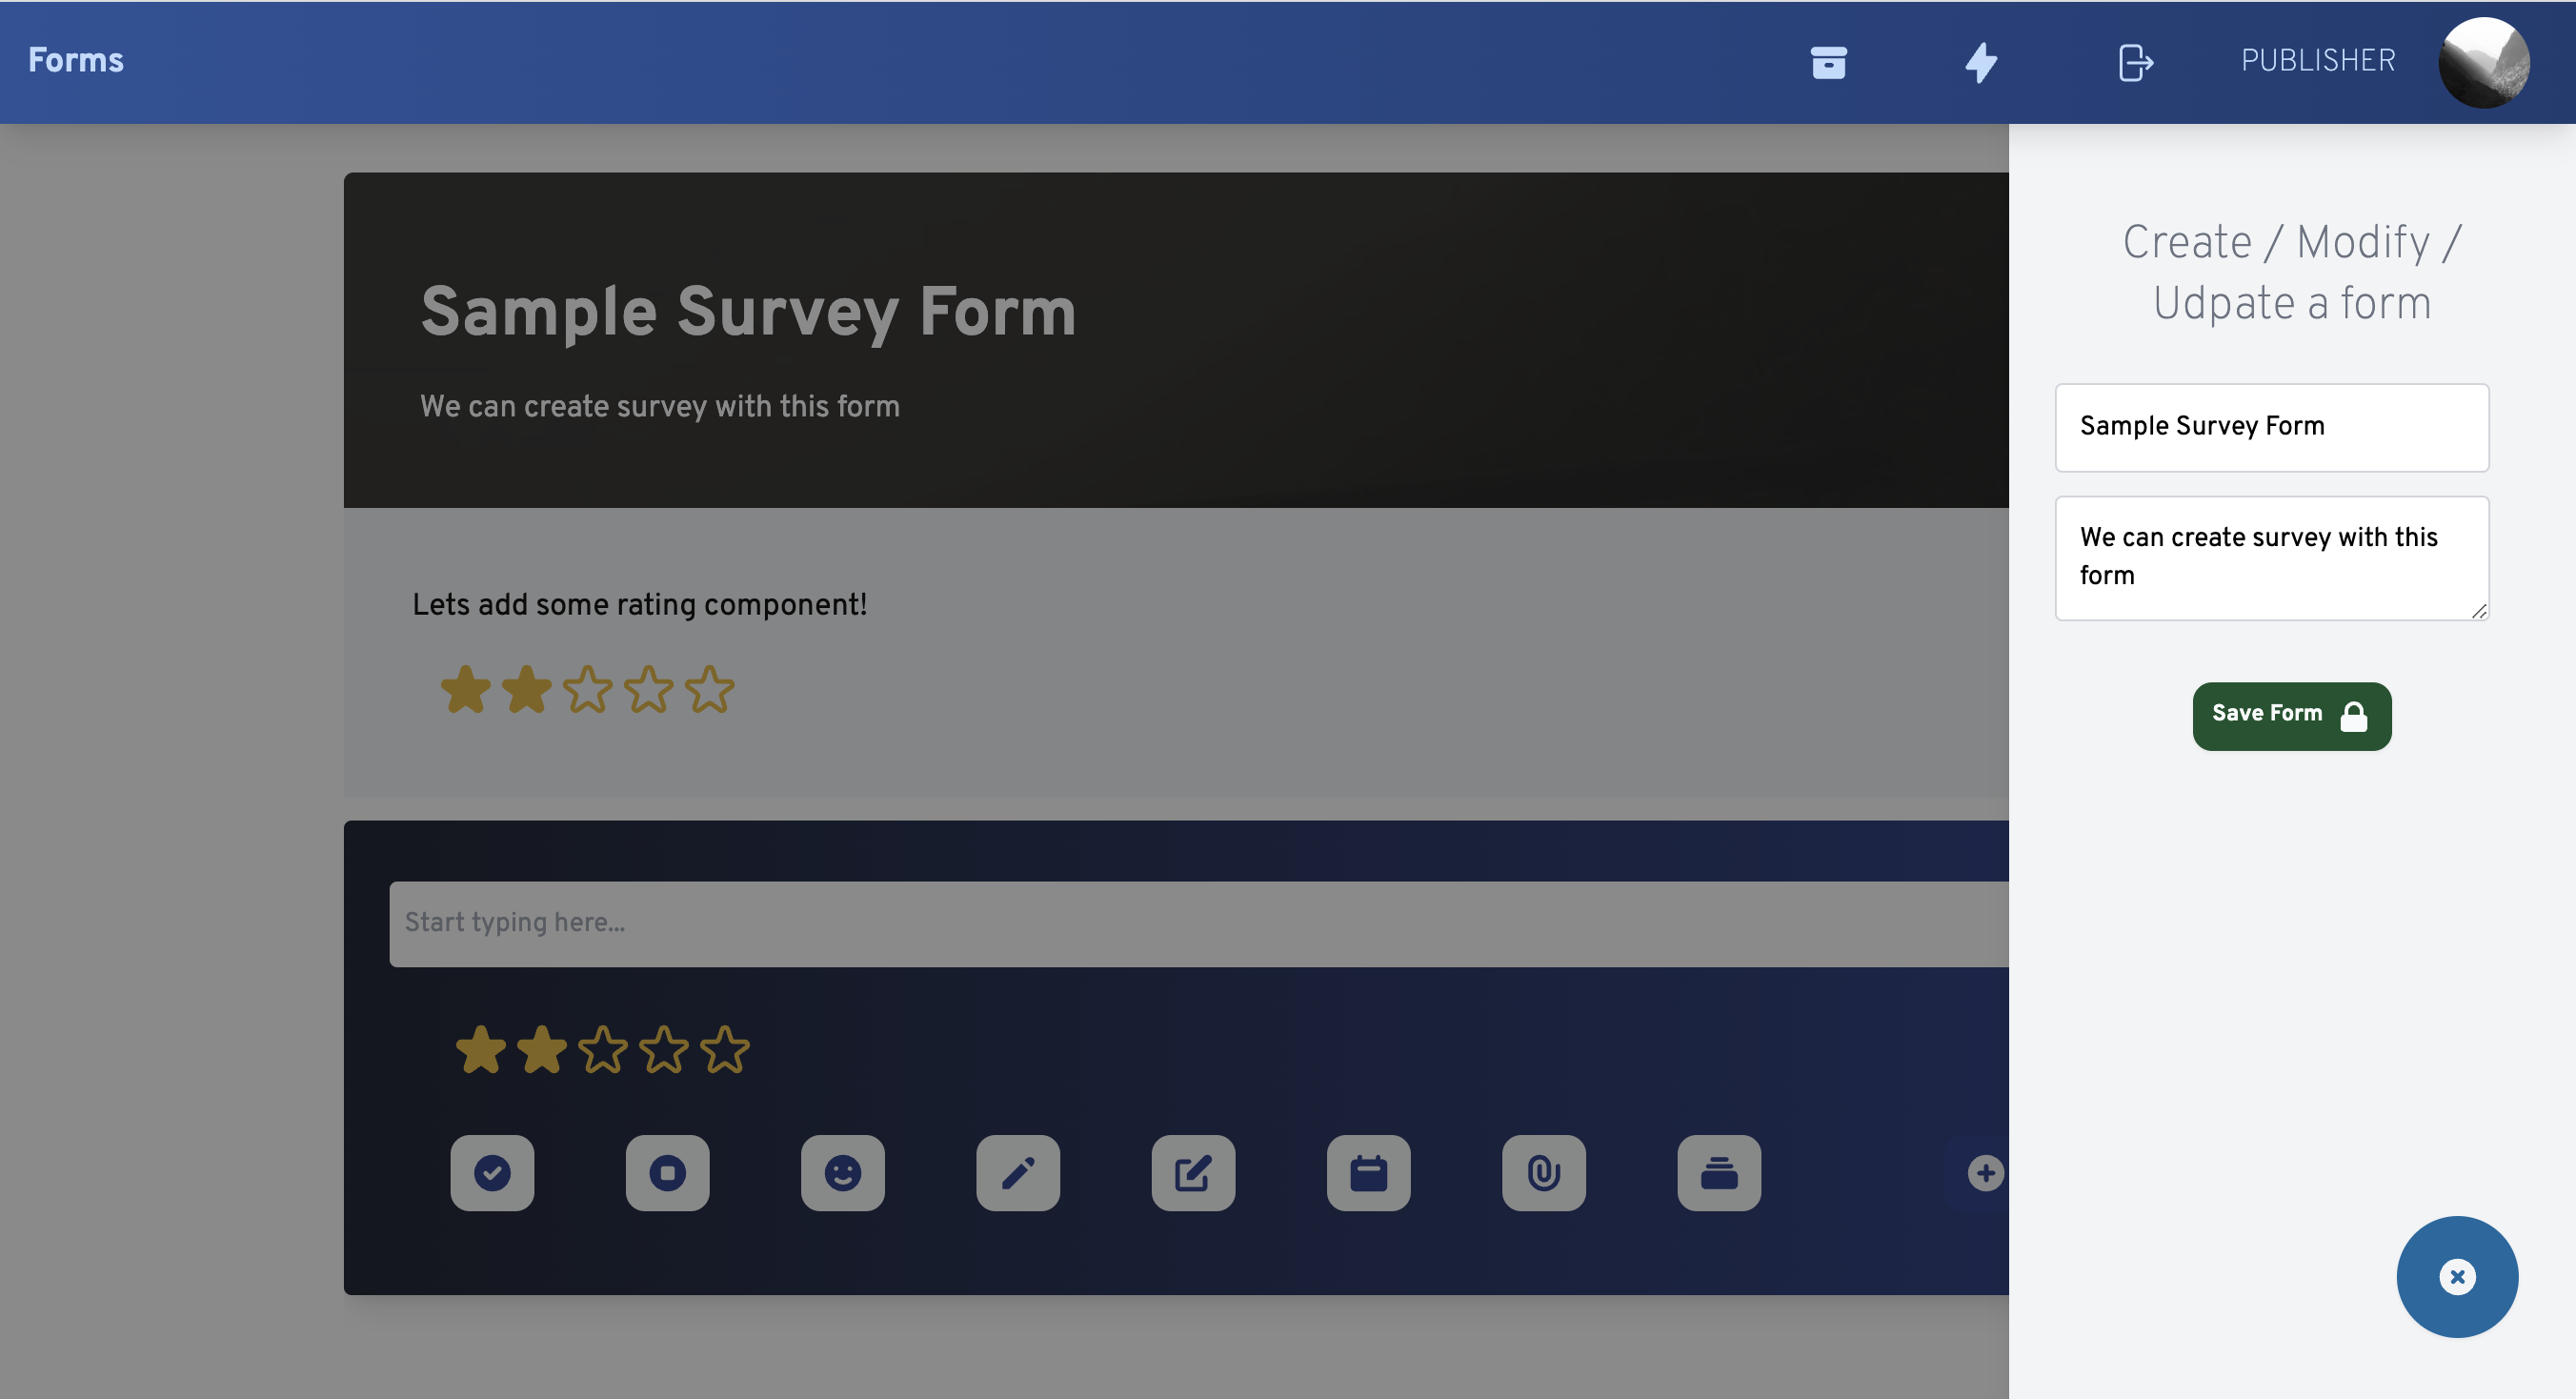 Forms
PUBLISHER
Sample Survey Form
We can create survey with this form
Lets add some rating component!
Start typing here...
Create / Modify /
Udpate a form
Sample Survey Form
We can create survey with this
form
Save Form